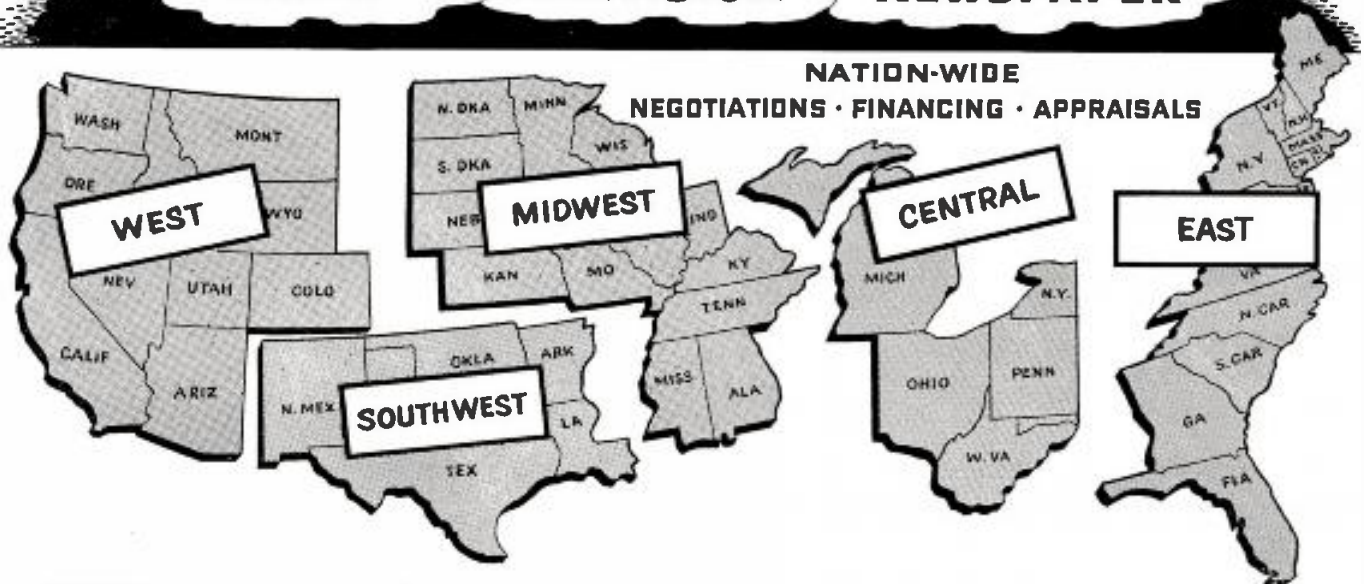 NEWSPAPER
NATION-WIDE
NEGOTIATIONS · FINANCING · APPRAISALS
WEST
WASH
MONT
ORE
WYO
NEV
UTAH
COLO
CALIF
ARIZ
MIDWEST
N. DKA
MINN
WIS
S. DKA
NEB
IND
KAN
MO
KY
TENN
MISS
ALA
SOUTHWEST
OKLA
ARK
N. MEX
LA
TEX
CENTRAL
MICH
N.Y.
OHIO
PENN
W. VA
EAST
ME
VT.
N.H.
MASS
CN.
N.Y
VA
N. CAR
S. CAR
GA
FLA